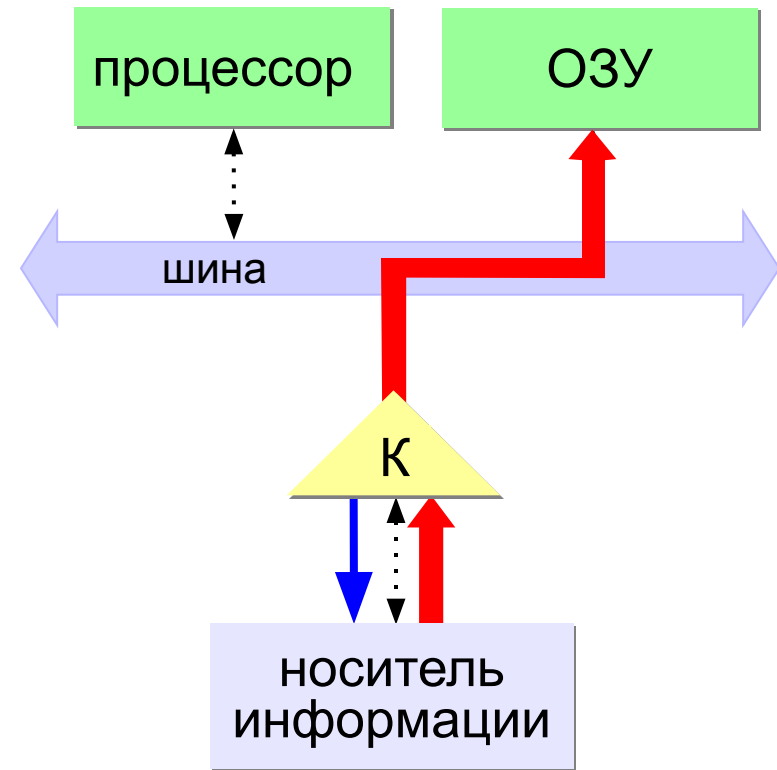 процессор
ОЗУ
шина
К
носитель
информации